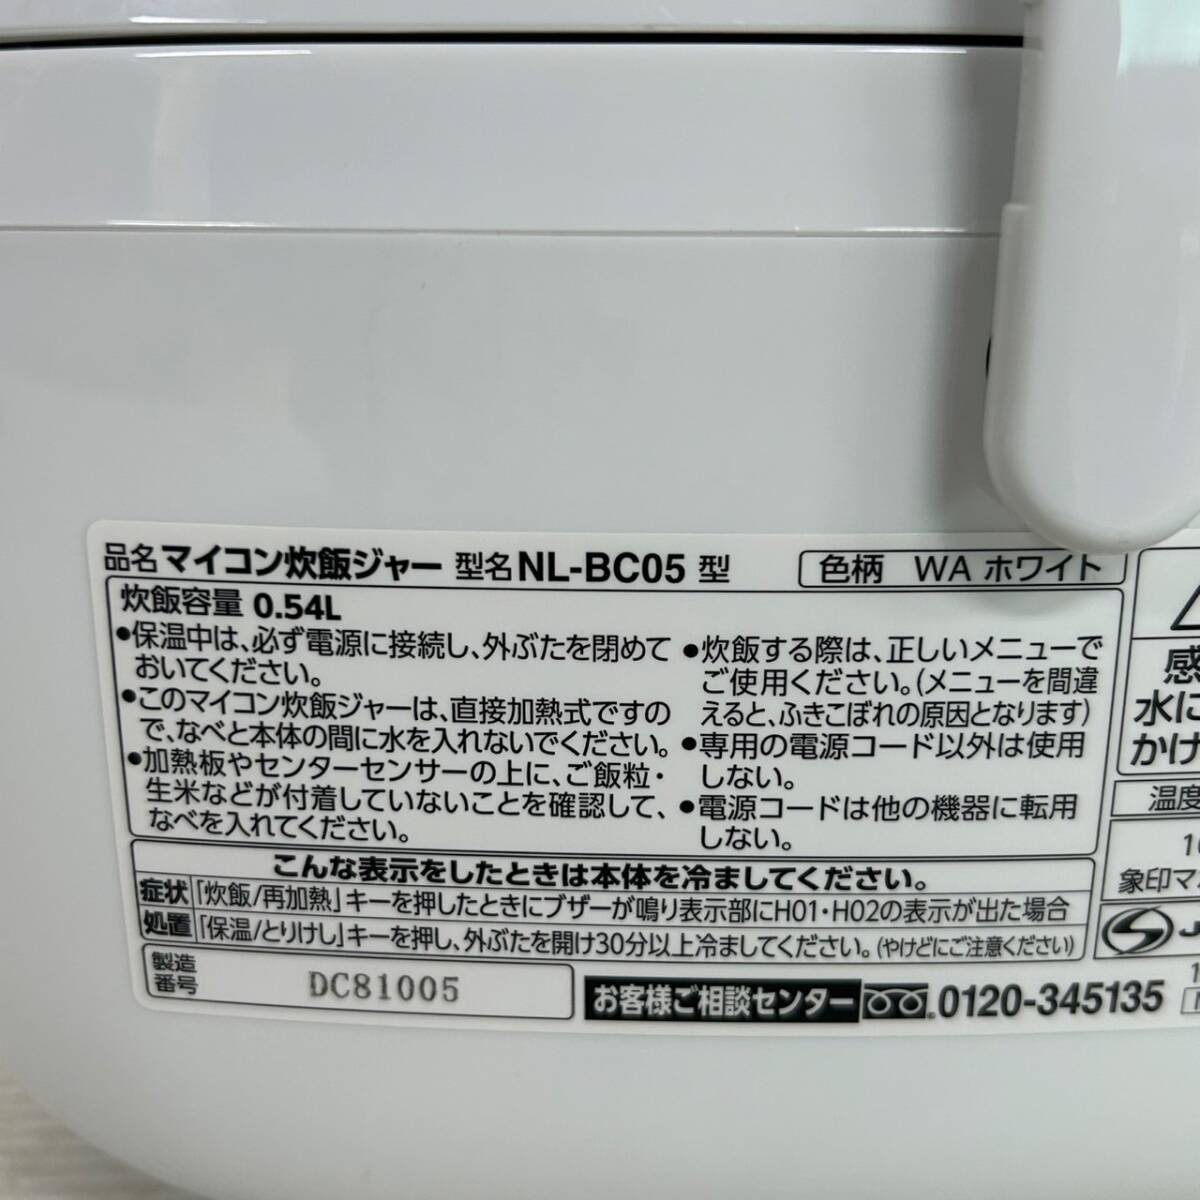 品名 マイコン炊飯ジャー 型名 NL-BC05 型 色柄 WA ホワイト
炊飯容量 0.54L
•保温中は、必ず電源に接続し、外ぶたを閉めて
おいてください。
•このマイコン炊飯ジャーは、直接加熱式ですの
で、なべと本体の間に水を入れないでください。
•加熱板やセンターセンサーの上に、ご飯粒・
生米などが付着していないことを確認して、
なべを入れてください。
•炊飯する際は、正しいメニューで
ご使用ください。(メニューを間違
えると、ふきこぼれの原因となります)
•専用の電源コード以外は使用
しない。
•電源コードは他の機器に転用
しない。
こんな表示をしたときは本体を冷ましてください。
症状 「炊飯/再加熱」キーを押したときにブザーが鳴り表示部にH01・H02の表示が出た場合
処置 「保温/とりけし」キーを押し、外ぶたを開け30分以上冷ましてください。(やけどにご注意ください)
製造
番号 DC81005
お客様ご相談センター 0120-345135
感
水に
かけ
温度
象印マ